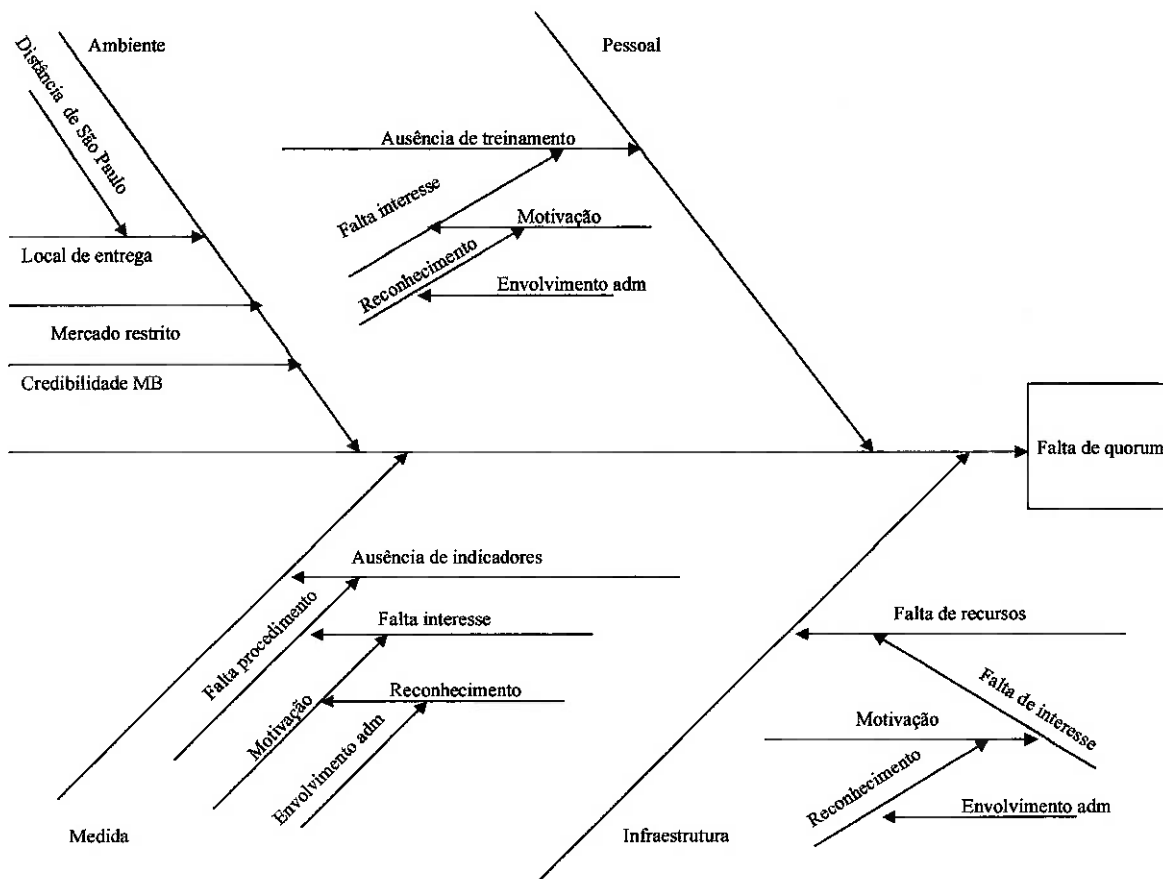 Ambiente
Pessoal
Distância de São Paulo
Ausência de treinamento
Falta interesse
Motivação
Local de entrega
Reconhecimento
Envolvimento adm
Mercado restrito
Credibilidade MB
Falta de quorum
Ausência de indicadores
Falta procedimento
Falta interesse
Falta de recursos
Motivação
Reconhecimento
Falta de interesse
Envolvimento adm
Motivação
Reconhecimento
Envolvimento adm
Medida
Infraestrutura